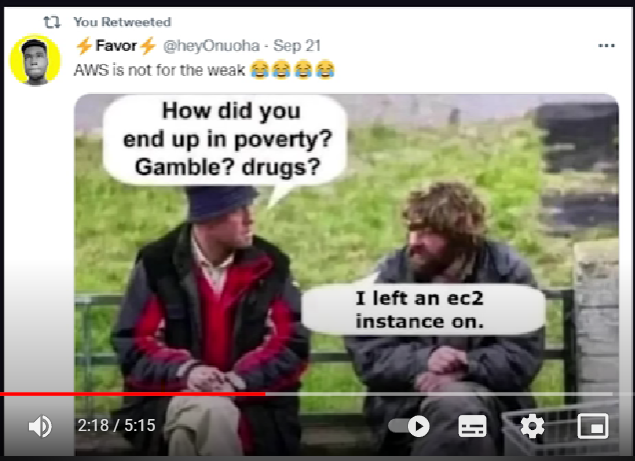 You Retweeted
⚡Favor⚡ @heyOnuoha · Sep 21
AWS is not for the weak 😂😂😂😂
How did you
end up in poverty?
Gamble? drugs?
I left an ec2
instance on.
2:18 / 5:15